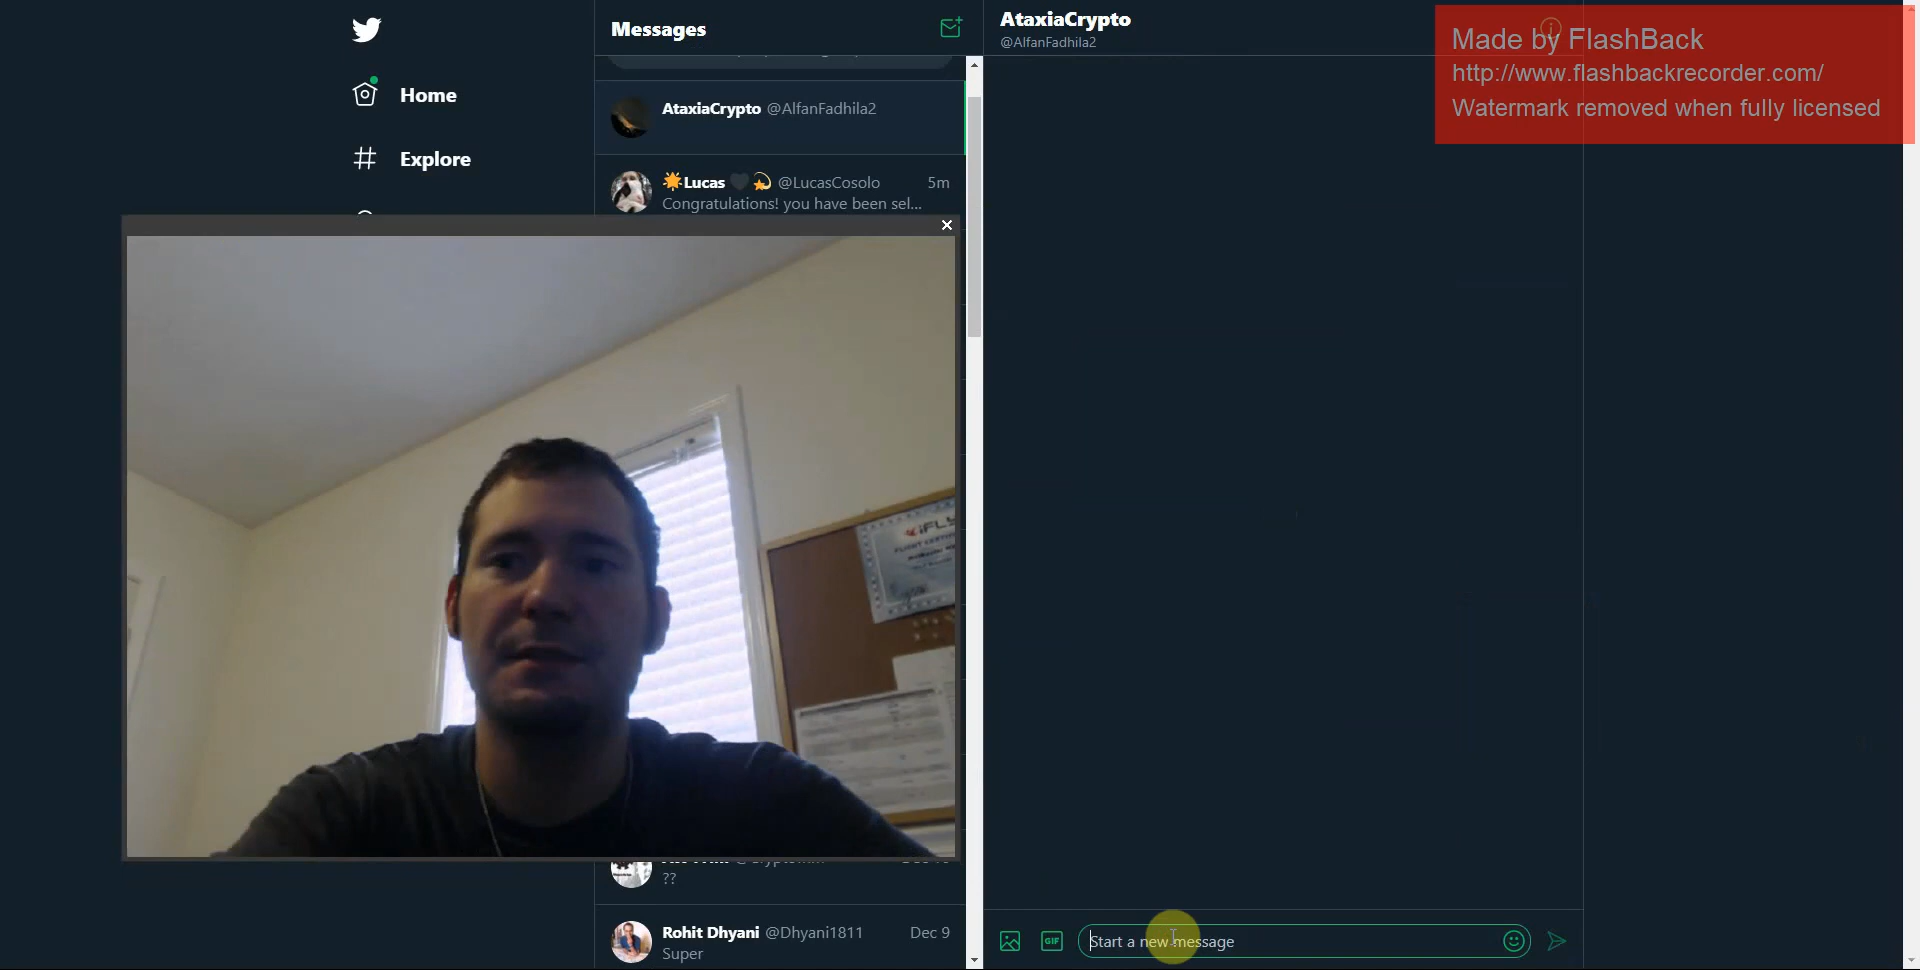 Messages
AtaxiaCrypto
@AlfanFadhila2
Made by FlashBack
http://www.flashbackrecorder.com/
Watermark removed when fully licensed
Home
Explore
AtaxiaCrypto @AlfanFadhila2
Lucas @LucasCosolo 5m
Congratulations! you have been sel...
iFLY
??
Rohit Dhyani @Dhyani1811 Dec 9
Super
GIF
Start a new message